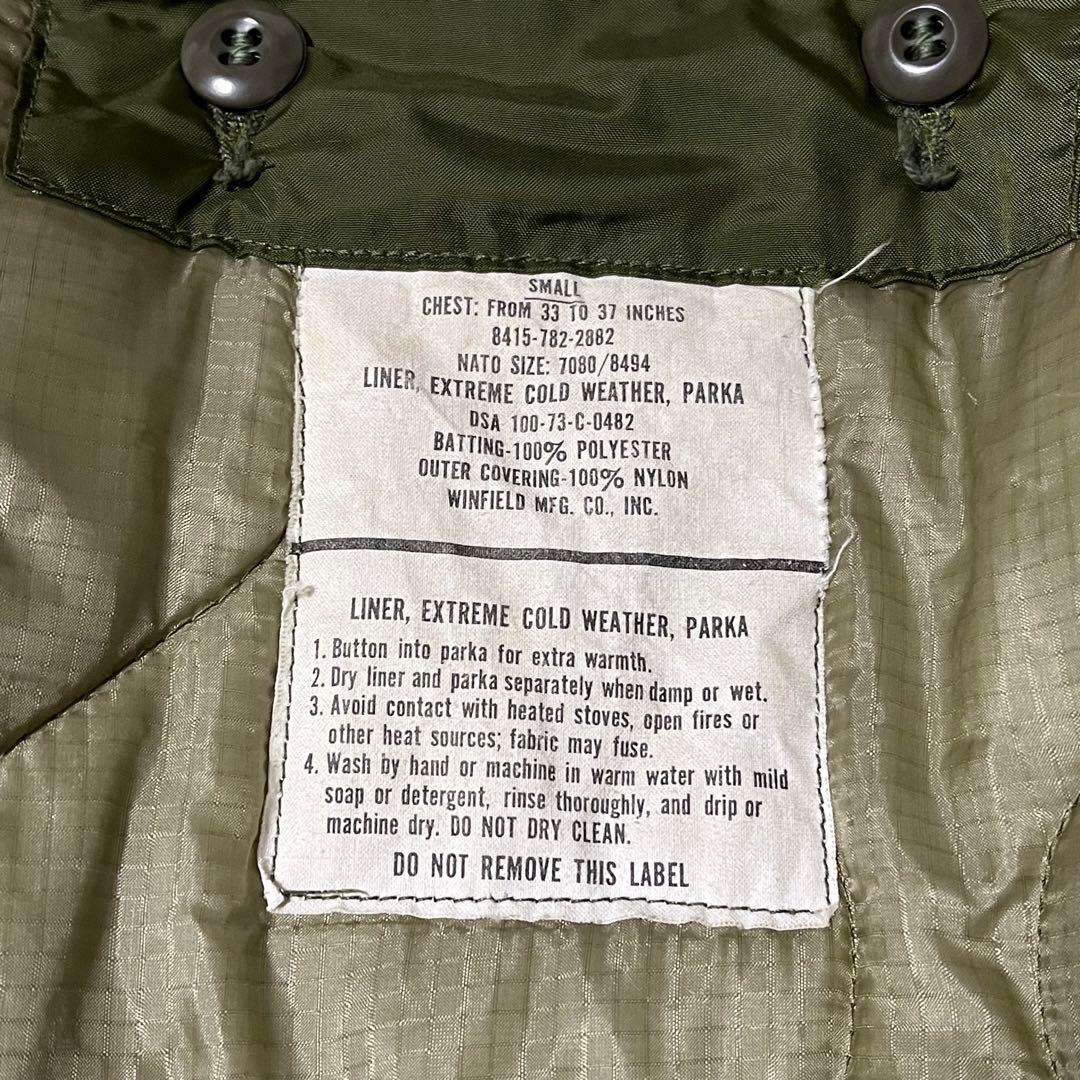 SMALL
CHEST: FROM 33 TO 37 INCHES
8415-782-2882
NATO SIZE: 7080/8494
LINER, EXTREME COLD WEATHER, PARKA
DSA 100-73-C-0482
BATTING-100% POLYESTER
OUTER COVERING-100% NYLON
WINFIELD MFG. CO., INC.
LINER, EXTREME COLD WEATHER, PARKA
1. Button into parka for extra warmth.
2. Dry liner and parka separately when damp or wet.
3. Avoid contact with heated stoves, open fires or
other heat sources; fabric may fuse.
4. Wash by hand or machine in warm water with mild
soap or detergent, rinse thoroughly, and drip or
machine dry. DO NOT DRY CLEAN.
DO NOT REMOVE THIS LABEL